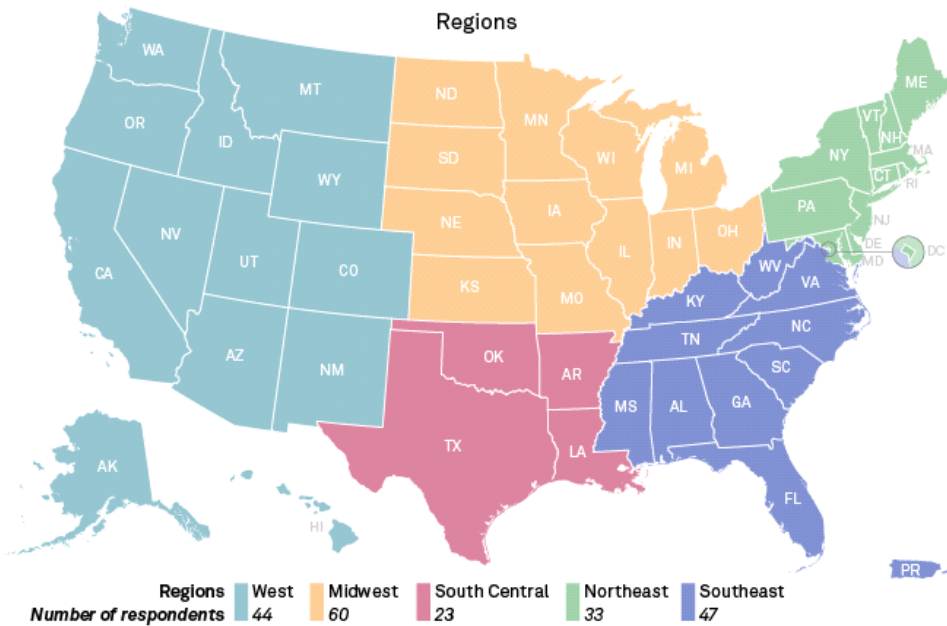 Regions
WA
MT
ND
MN
ME
OR
ID
VT
NH
MA
WI
NY
SD
MI
WY
CT
RI
PA
NE
IA
NJ
NV
OH
IL
IN
DE
DC
UT
CO
MD
WV
CA
KS
MO
VA
KY
NC
TN
AZ
OK
NM
AR
SC
MS
AL
GA
TX
LA
AK
FL
HI
PR
Regions West Midwest South Central Northeast Southeast
Number of respondents 44 60 23 33 47